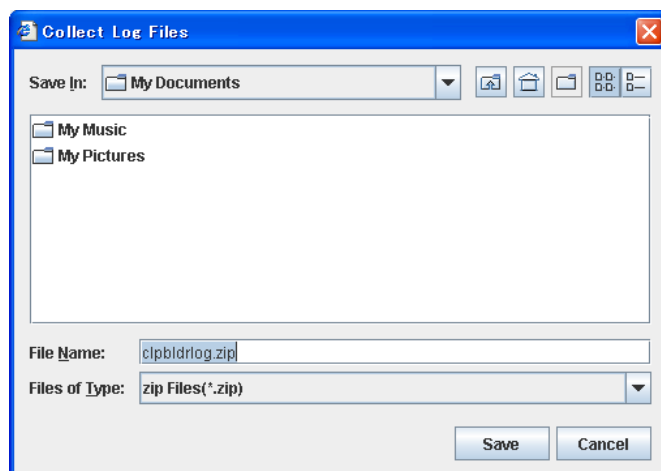 Collect Log Files
Save In: My Documents
My Music
My Pictures
File Name: clpbldrlog.zip
Files of Type: zip Files(*.zip)
Save Cancel